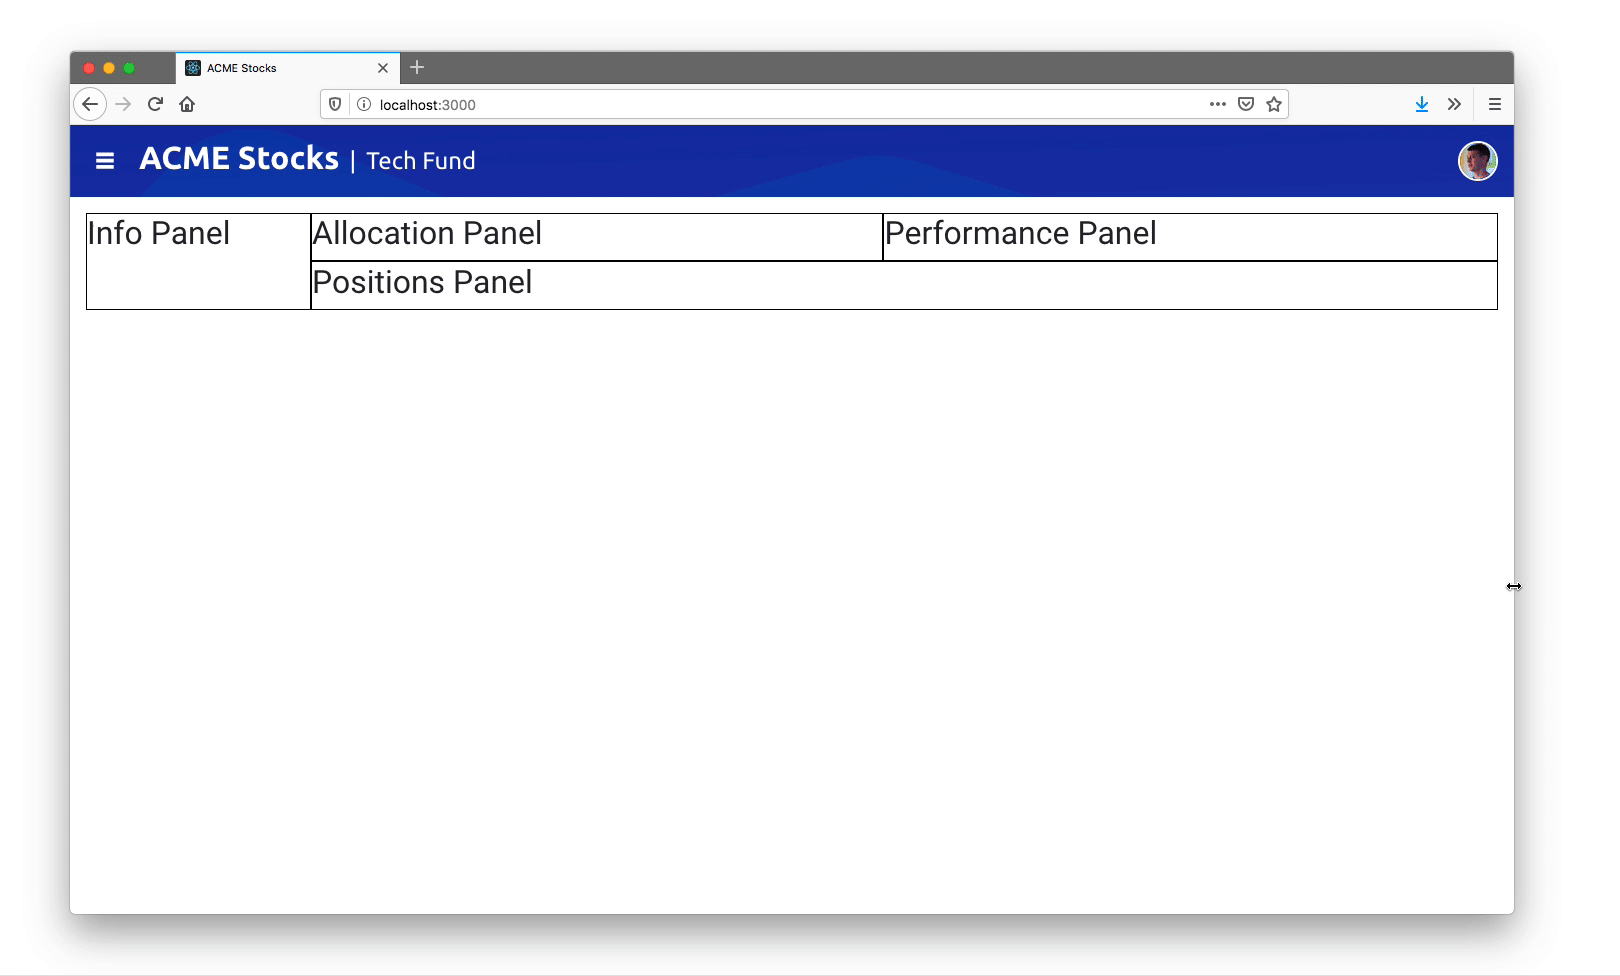 ACME Stocks
localhost:3000
ACME Stocks | Tech Fund
Info Panel
Allocation Panel
Performance Panel
Positions Panel